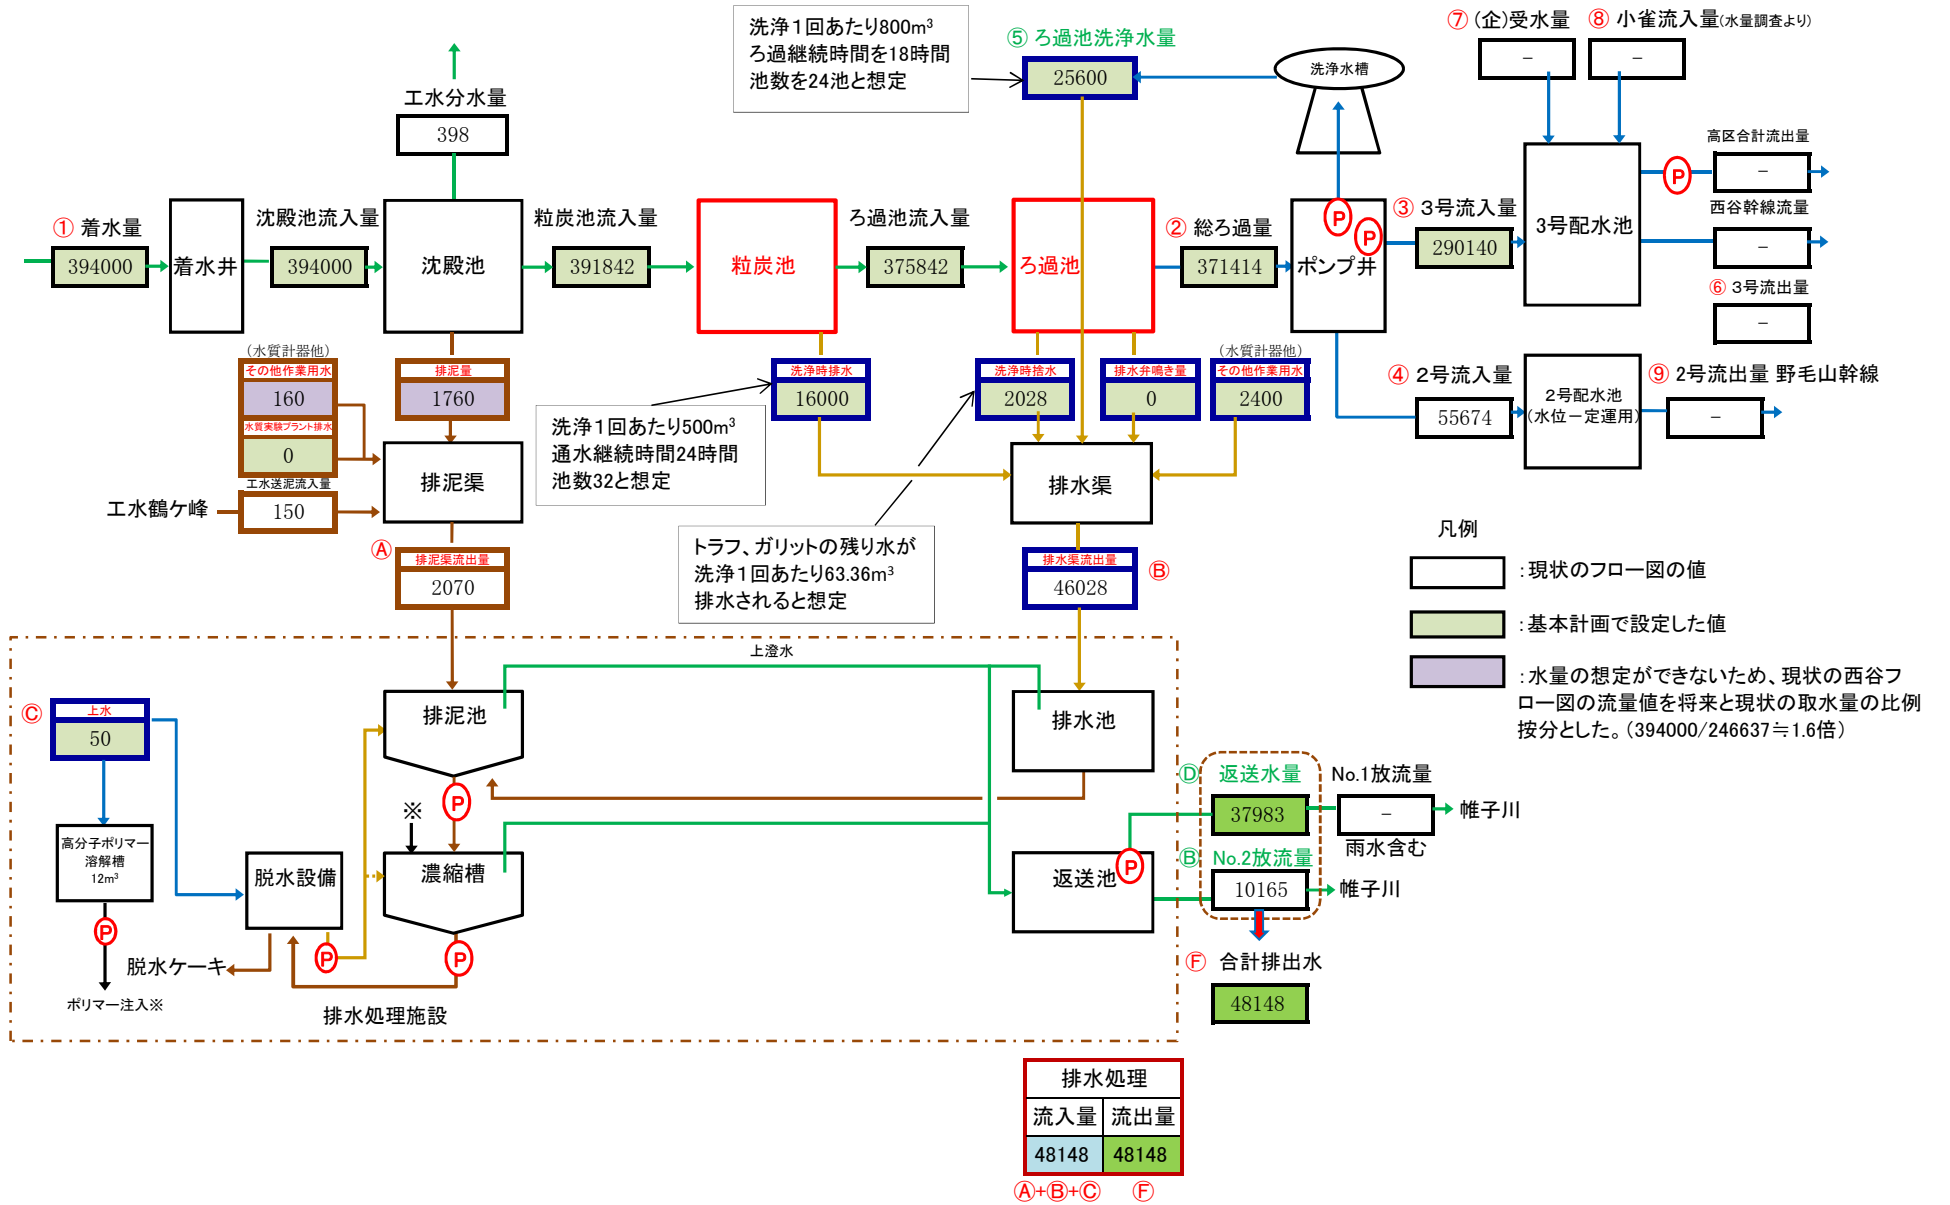 洗浄１回あたり800m³
ろ過継続時間を18時間
池数を24池と想定
⑤ ろ過池洗浄水量
25600
洗浄水槽
⑦ (企)受水量
－
⑧ 小雀流入量(水量調査より)
－
工水分水量
398
高区合計流出量
－
P
① 着水量
394000
着水井
沈殿池流入量
394000
沈殿池
粒炭池流入量
391842
粒炭池
ろ過池流入量
375842
ろ過池
② 総ろ過量
371414
P
P
ポンプ井
③ ３号流入量
290140
3号配水池
西谷幹線流量
－
⑥ 3号流出量
－
(水質計器他)
その他作業用水
160
水質実験プラント排水
0
工水送泥流入量
150
工水鶴ケ峰
排泥量
1760
洗浄時排水
16000
洗浄時捨水
2028
排水弁鳴き量
0
(水質計器他)
その他作業用水
2400
④ ２号流入量
55674
２号配水池
(水位一定運用)
⑨ 2号流出量 野毛山幹線
－
洗浄１回あたり500m³
通水継続時間24時間
池数32と想定
排泥渠
排水渠
Ⓐ
排泥渠流出量
2070
トラフ、ガリットの残り水が
洗浄１回あたり63.36m³
排水されると想定
排水渠流出量
46028
Ⓑ
凡例
：現状のフロー図の値
：基本計画で設定した値
：水量の想定ができないため、現状の西谷フ
ロー図の流量値を将来と現状の取水量の比例
按分とした。（394000/246637≒1.6倍）
上澄水
Ⓒ
上水
50
排泥池
P
排水池
※
高分子ポリマー
溶解槽
12m³
P
ポリマー注入※
脱水設備
P
脱水ケーキ
濃縮槽
P
返送池
P
Ⓓ 返送水量
37983
No.1放流量
－
帷子川
雨水含む
Ⓑ No.2放流量
10165
帷子川
Ⓕ 合計排出水
48148
排水処理施設
排水処理
流入量 流出量
48148 48148
Ⓐ+Ⓑ+Ⓒ Ⓕ